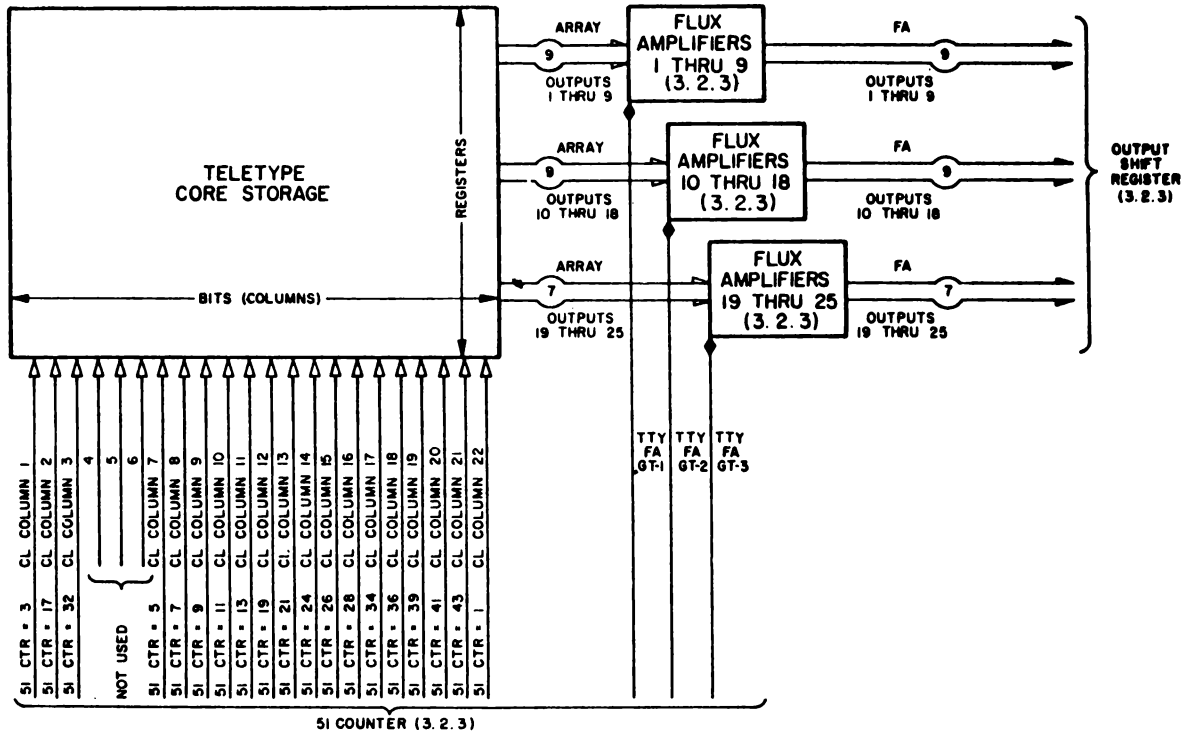 TELETYPE
CORE STORAGE
REGISTERS
BITS (COLUMNS)
ARRAY
9
OUTPUTS
1 THRU 9
FLUX
AMPLIFIERS
1 THRU 9
(3.2.3)
FA
9
OUTPUTS
1 THRU 9
ARRAY
9
OUTPUTS
10 THRU 18
FLUX
AMPLIFIERS
10 THRU 18
(3.2.3)
FA
9
OUTPUTS
10 THRU 18
ARRAY
7
OUTPUTS
19 THRU 25
FLUX
AMPLIFIERS
19 THRU 25
(3.2.3)
FA
7
OUTPUTS
19 THRU 25
OUTPUT
SHIFT
REGISTER
(3.2.3)
TTY
FA
GT-1
TTY
FA
GT-2
TTY
FA
GT-3
51 CTR = 3 CL COLUMN 1
51 CTR = 17 CL COLUMN 2
51 CTR = 32 CL COLUMN 3
4
5
6
NOT USED
51 CTR = 5 CL COLUMN 7
51 CTR = 7 CL COLUMN 8
51 CTR = 9 CL COLUMN 9
51 CTR = 11 CL COLUMN 10
51 CTR = 13 CL COLUMN 11
51 CTR = 19 CL COLUMN 12
51 CTR = 21 CL COLUMN 13
51 CTR = 24 CL COLUMN 14
51 CTR = 26 CL COLUMN 15
51 CTR = 28 CL COLUMN 16
51 CTR = 34 CL COLUMN 17
51 CTR = 36 CL COLUMN 18
51 CTR = 39 CL COLUMN 19
51 CTR = 41 CL COLUMN 20
51 CTR = 43 CL COLUMN 21
51 CTR = 1 CL COLUMN 22
51 COUNTER (3.2.3)